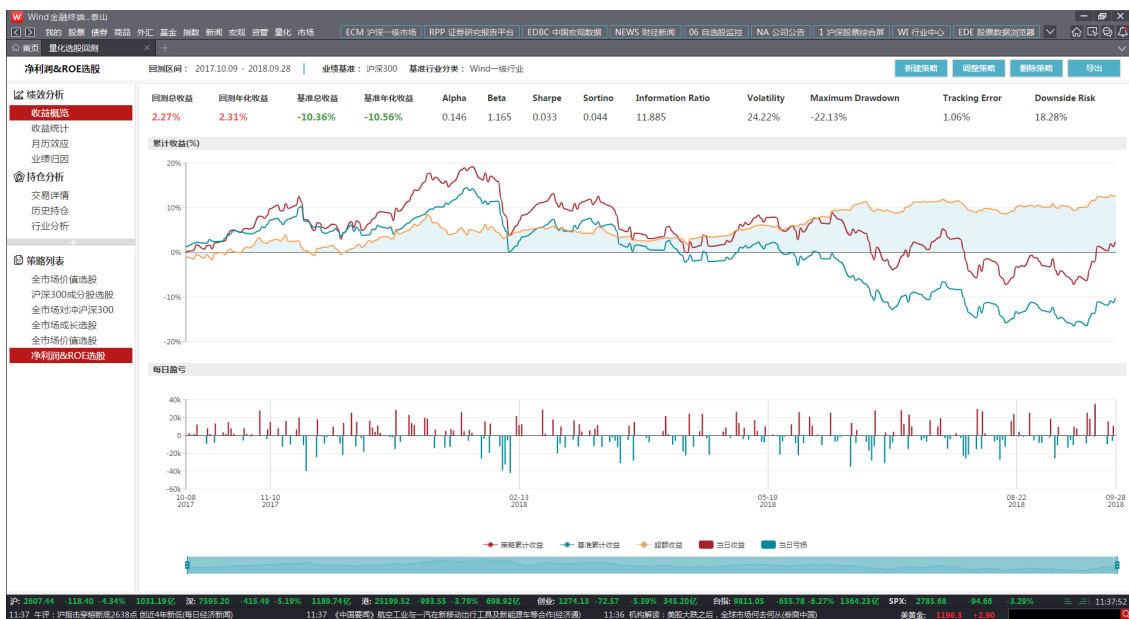 Wind金融终端_泰山
我的 股票 债券 商品 外汇 基金 指数 新闻 宏观 资管 量化 市场 ECM 沪深一级市场 RPP 证券研究报告平台 EDBC 中国宏观数据 NEWS 财经新闻 06 自选股监控 NA 公司公告 1 沪深股票综合屏 WI 行业中心 EDE 股票数据浏览器
首页 量化选股回测
净利润&ROE选股 回测区间： 2017.10.09 - 2018.09.28 业绩基准： 沪深300 基准行业分类： Wind一级行业 新建策略 调整策略 删除策略 导出
绩效分析
收益概览
收益统计
月历效应
业绩归因
持仓分析
交易详情
历史持仓
行业分析
策略列表
全市场价值选股
沪深300成分股选股
全市场对冲沪深300
全市场成长选股
全市场价值选股
净利润&ROE选股
回测总收益 回测年化收益 基准总收益 基准年化收益 Alpha Beta Sharpe Sortino Information Ratio Volatility Maximum Drawdown Tracking Error Downside Risk
2.27% 2.31% -10.36% -10.56% 0.146 1.165 0.033 0.044 11.885 24.22% -22.13% 1.06% 18.28%
累计收益(%)
20%
10%
0%
-10%
-20%
每日盈亏
40k
20k
0
-20k
-40k
-60k
10-08 11-10 02-13 05-19 08-22 09-28
2017 2017 2018 2018 2018 2018
策略累计收益 基准累计收益 超额收益 当日收益 当日亏损
沪: 2607.44 -118.40 -4.34% 1031.19亿 深: 7595.20 -415.49 -5.19% 1189.74亿 港: 25199.52 -993.55 -3.79% 698.92亿 创业: 1274.13 -72.57 -5.39% 345.20亿 台指: 9811.05 -655.78 -6.27% 1364.23亿 SPX: 2785.68 -94.66 -3.29% 11:37:52
11:37 午评：沪指击穿熔断底2638点 创近4年新低(每日经济新闻) 11:37 《中国要闻》航空工业与一汽在新移动出行工具及新能源车等合作(经济通) 11:36 机构解读：美股大跌之后，全球市场何去何从(券商中国) 美黄金: 1196.3 +2.90